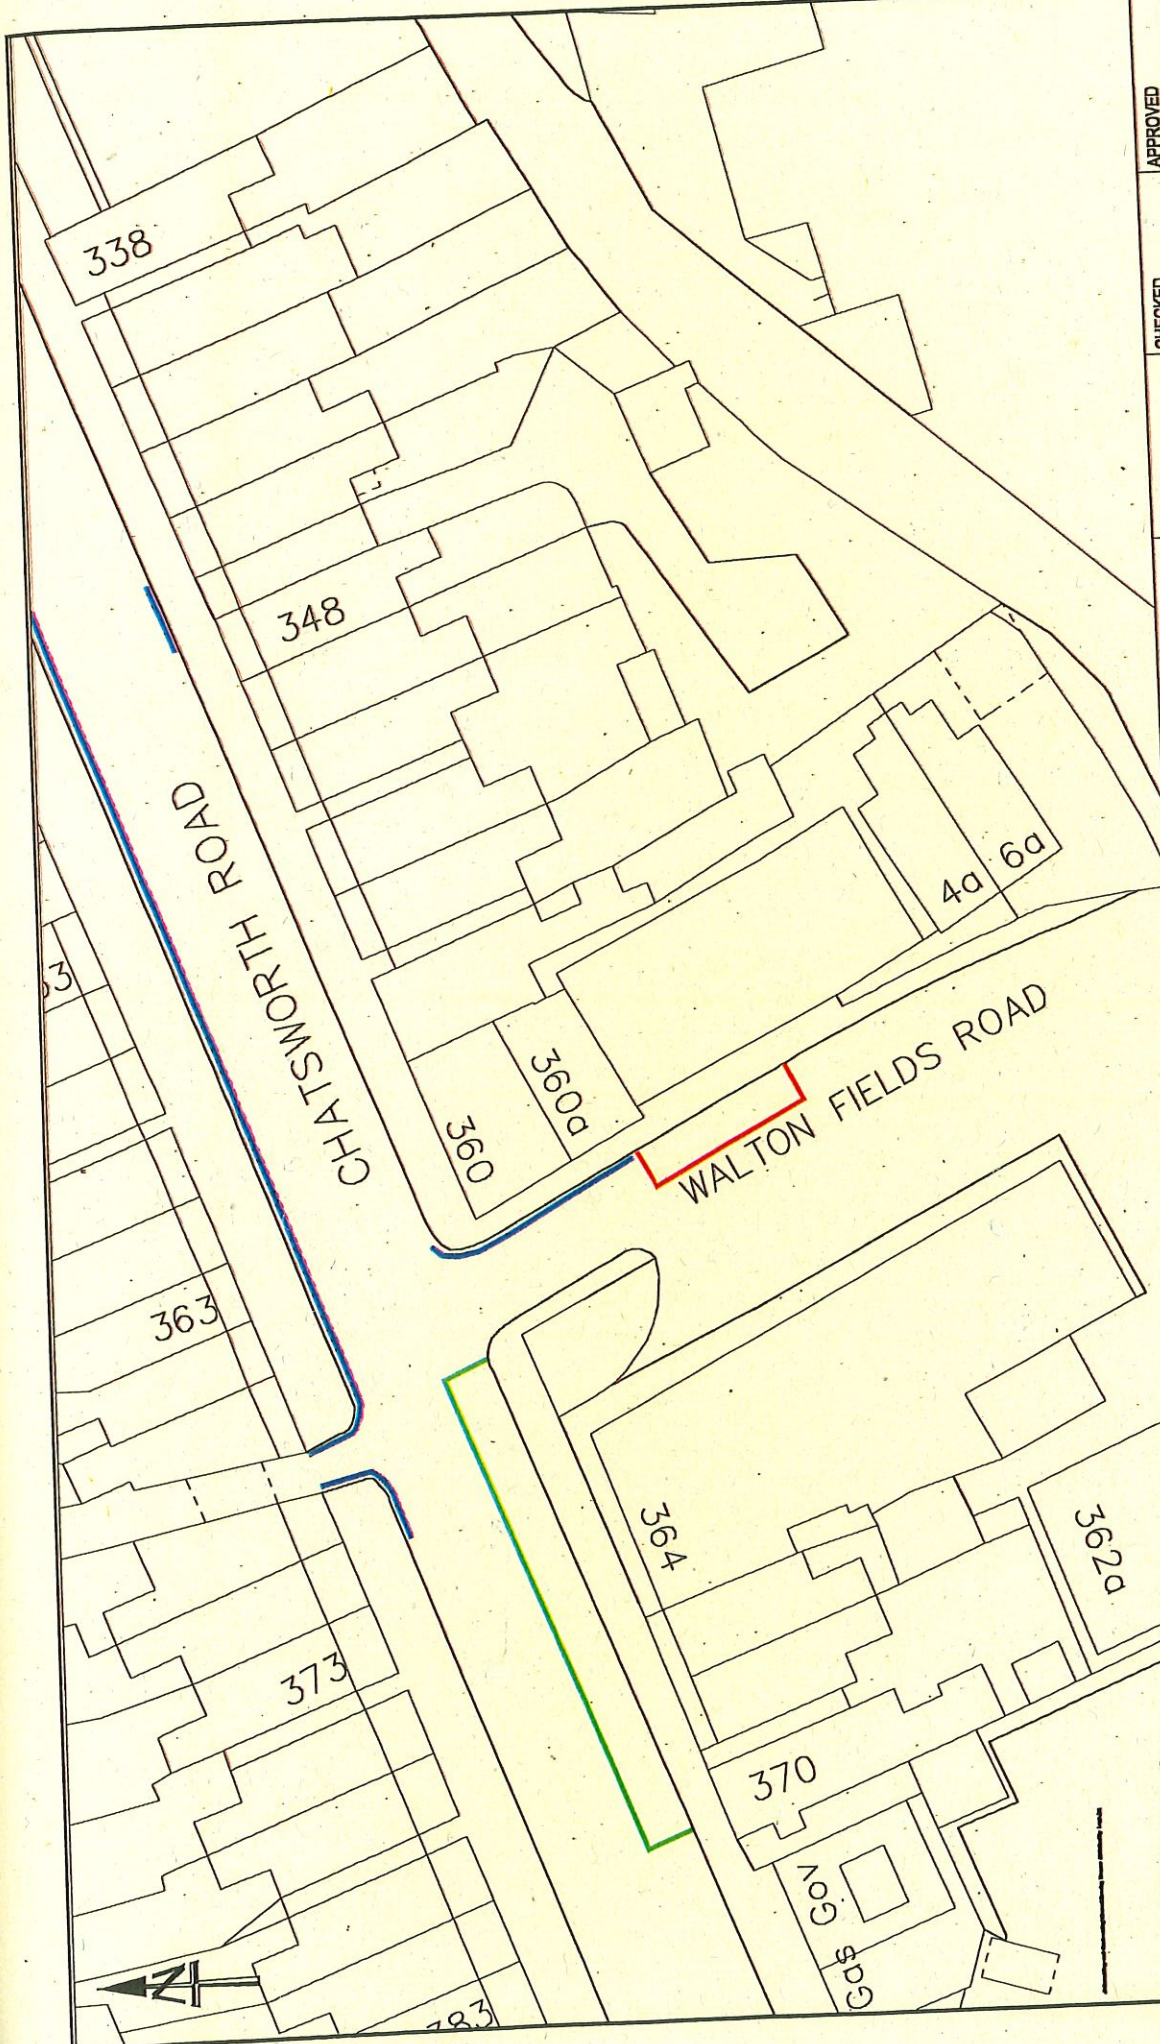 APPROVED
CHECKED
338
348
CHATSWORTH ROAD
6a
4a
360a
360
WALTON FIELDS ROAD
363
364
362a
373
370
Gas Gov
N